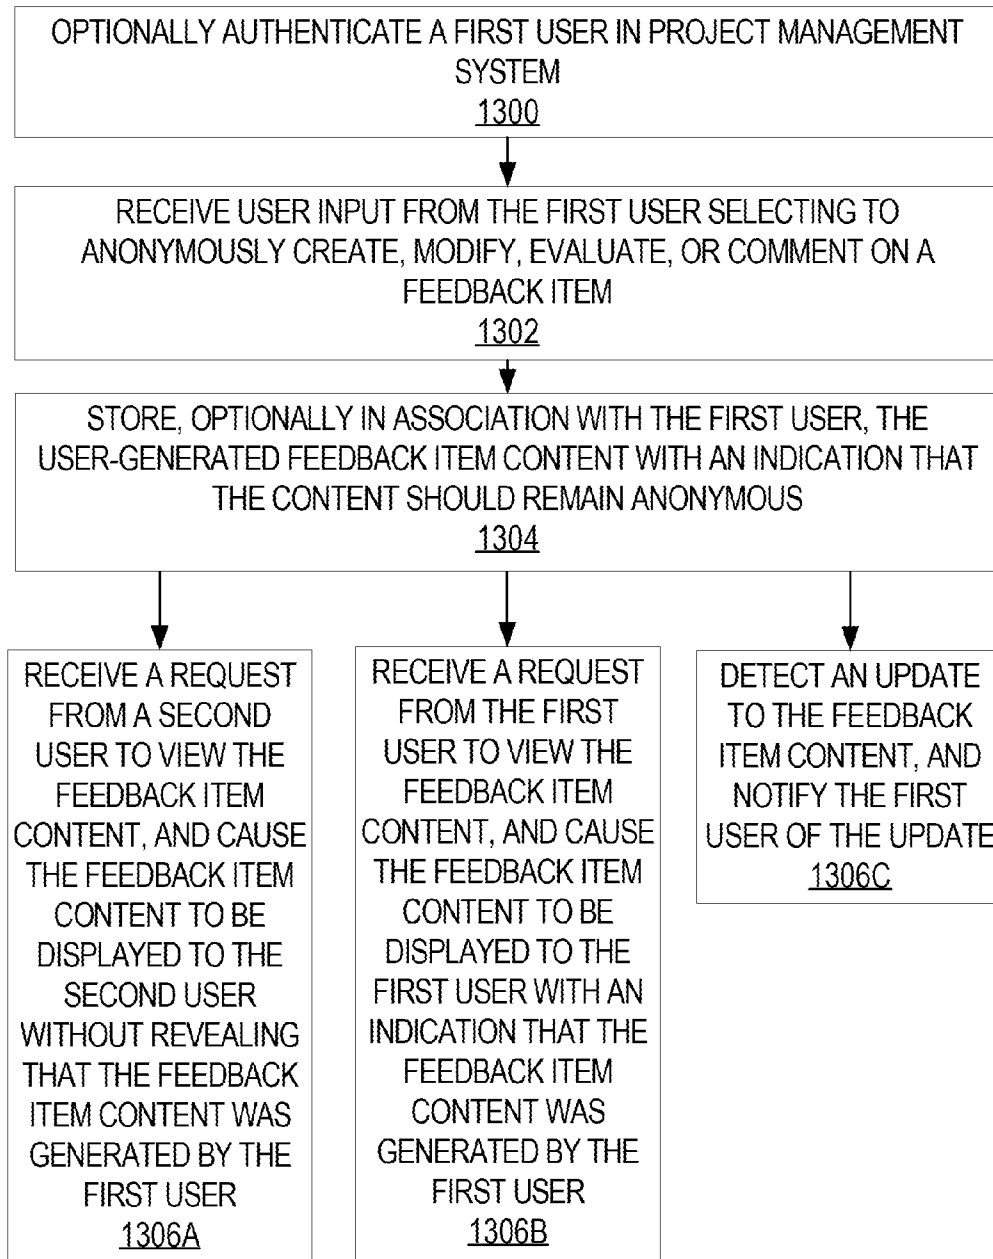 OPTIONALLY AUTHENTICATE A FIRST USER IN PROJECT MANAGEMENT
SYSTEM
1300
RECEIVE USER INPUT FROM THE FIRST USER SELECTING TO
ANONYMOUSLY CREATE, MODIFY, EVALUATE, OR COMMENT ON A
FEEDBACK ITEM
1302
STORE, OPTIONALLY IN ASSOCIATION WITH THE FIRST USER, THE
USER-GENERATED FEEDBACK ITEM CONTENT WITH AN INDICATION THAT
THE CONTENT SHOULD REMAIN ANONYMOUS
1304
RECEIVE A REQUEST
FROM A SECOND
USER TO VIEW THE
FEEDBACK ITEM
CONTENT, AND CAUSE
THE FEEDBACK ITEM
CONTENT TO BE
DISPLAYED TO THE
SECOND USER
WITHOUT REVEALING
THAT THE FEEDBACK
ITEM CONTENT WAS
GENERATED BY THE
FIRST USER
1306A
RECEIVE A REQUEST
FROM THE FIRST
USER TO VIEW THE
FEEDBACK ITEM
CONTENT, AND CAUSE
THE FEEDBACK ITEM
CONTENT TO BE
DISPLAYED TO THE
FIRST USER WITH AN
INDICATION THAT THE
FEEDBACK ITEM
CONTENT WAS
GENERATED BY THE
FIRST USER
1306B
DETECT AN UPDATE
TO THE FEEDBACK
ITEM CONTENT, AND
NOTIFY THE FIRST
USER OF THE UPDATE
1306C